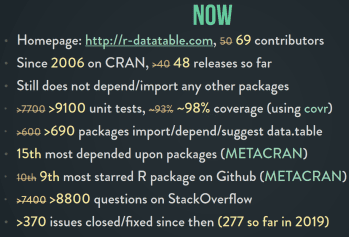 NOW
Homepage: http://r-datatable.com, 50 69 contributors
Since 2006 on CRAN, >40 48 releases so far
Still does not depend/import any other packages
>7700 >9100 unit tests, ~93% ~98% coverage (using covr)
>600 >690 packages import/depend/suggest data.table
15th most depended upon packages (METACRAN)
10th 9th most starred R package on Github (METACRAN)
>7400 >8800 questions on StackOverflow
>370 issues closed/fixed since then (277 so far in 2019)